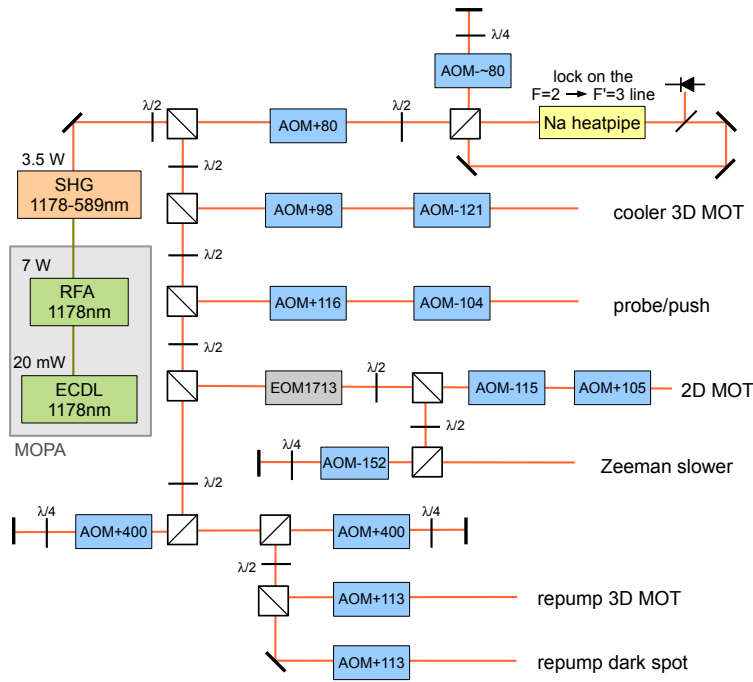 λ/4
AOM-~80
lock on the
F=2 → F'=3 line
λ/2
AOM+80
λ/2
Na heatpipe
3.5 W
λ/2
SHG
1178-589nm
AOM+98
AOM-121
cooler 3D MOT
λ/2
7 W
RFA
1178nm
AOM+116
AOM-104
probe/push
λ/2
20 mW
ECDL
1178nm
EOM1713
λ/2
AOM-115
AOM+105
2D MOT
MOPA
λ/2
λ/4
AOM-152
Zeeman slower
λ/2
λ/4
AOM+400
AOM+400
λ/4
λ/2
AOM+113
repump 3D MOT
AOM+113
repump dark spot